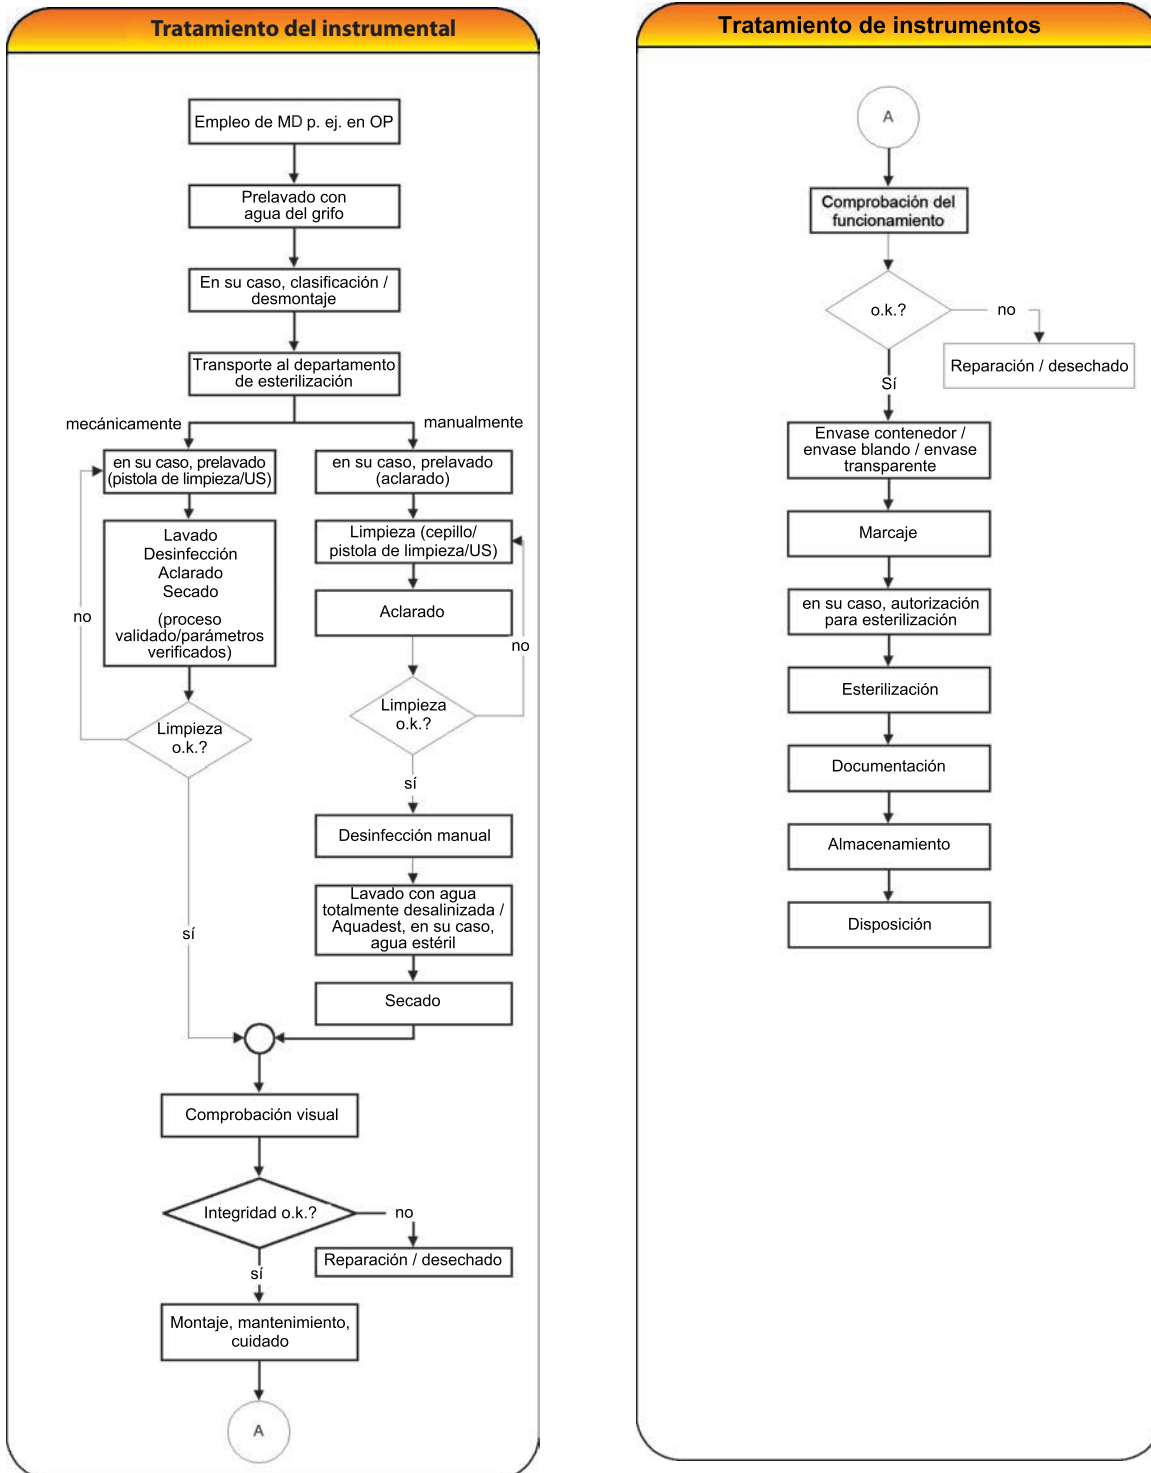 Tratamiento del instrumental
Empleo de MD p. ej. en OP
Prelavado con
agua del grifo
En su caso, clasificación /
desmontaje
Transporte al departamento
de esterilización
mecánicamente
manualmente
en su caso, prelavado
(pistola de limpieza/US)
en su caso, prelavado
(aclarado)
Lavado
Desinfección
Aclarado
Secado
(proceso
validado/parámetros
verificados)
Limpieza (cepillo/
pistola de limpieza/US)
Aclarado
no
no
Limpieza
o.k.?
Limpieza
o.k.?
sí
Desinfección manual
Lavado con agua
totalmente desalinizada /
Aquadest, en su caso,
agua estéril
sí
Secado
Comprobación visual
Integridad o.k.?
no
Reparación / desechado
sí
Montaje, mantenimiento,
cuidado
A
Tratamiento de instrumentos
A
Comprobación del
funcionamiento
o.k.?
no
Reparación / desechado
Sí
Envase contenedor /
envase blando / envase
transparente
Marcaje
en su caso, autorización
para esterilización
Esterilización
Documentación
Almacenamiento
Disposición